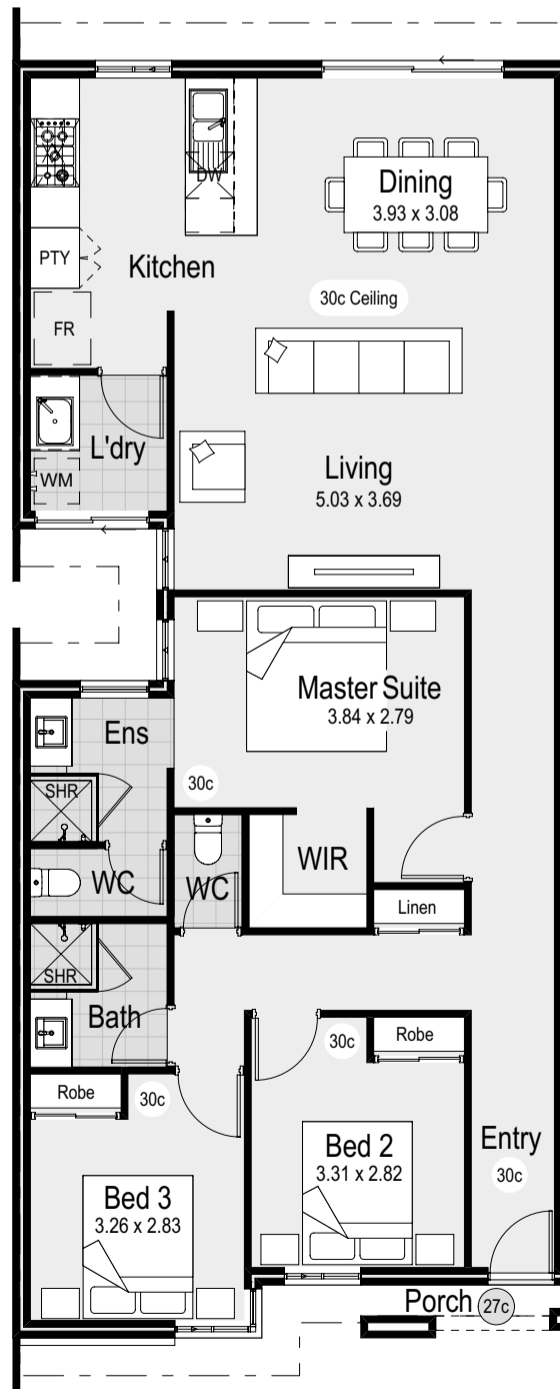 DW
Dining
3.93 x 3.08
PTY
Kitchen
30c Ceiling
FR
L'dry
WM
Living
5.03 x 3.69
Master Suite
3.84 x 2.79
Ens
30c
SHR
WIR
WC
WC
Linen
SHR
Bath
Robe
30c
Robe
30c
Entry
30c
Bed 2
3.31 x 2.82
Bed 3
3.26 x 2.83
Porch
27c